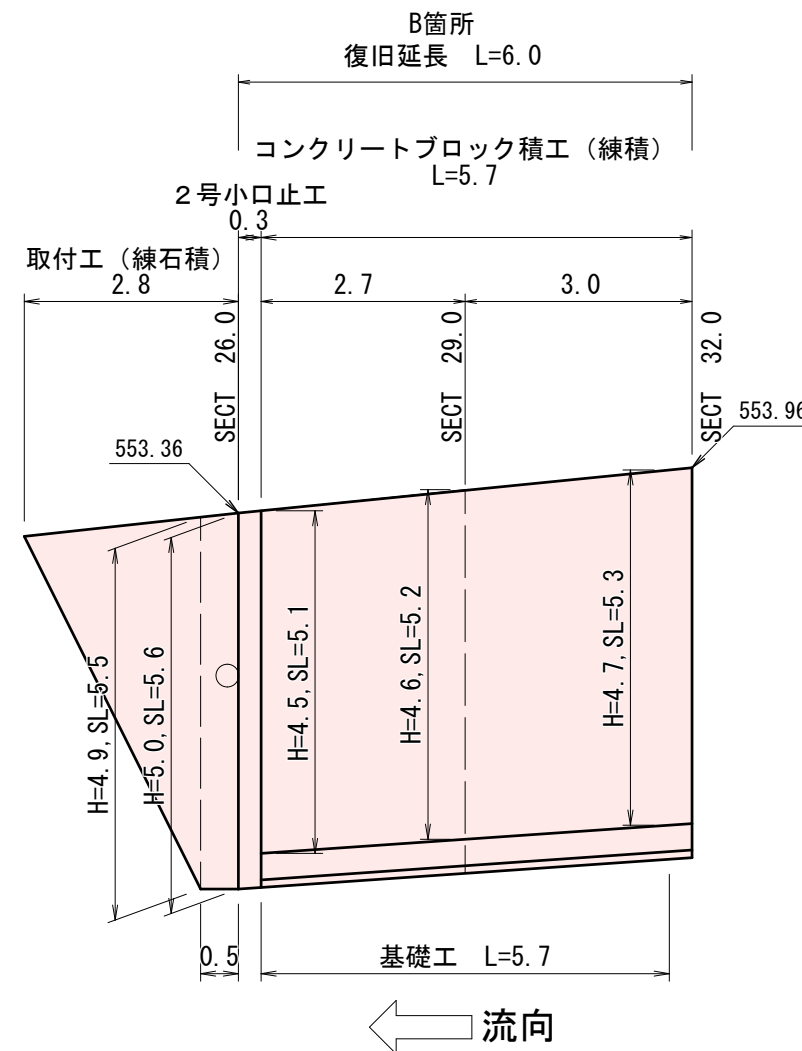 B箇所
復旧延長 L=6.0
コンクリートブロック積工(練積)
L=5.7
2号小口止工
0.3
取付工(練石積)
2.8
2.7
3.0
SECT 26.0
SECT 29.0
SECT 32.0
553.36
553.96
H=4.9,SL=5.5
H=5.0,SL=5.6
H=4.5,SL=5.1
H=4.6,SL=5.2
H=4.7,SL=5.3
0.5
基礎工 L=5.7
流向